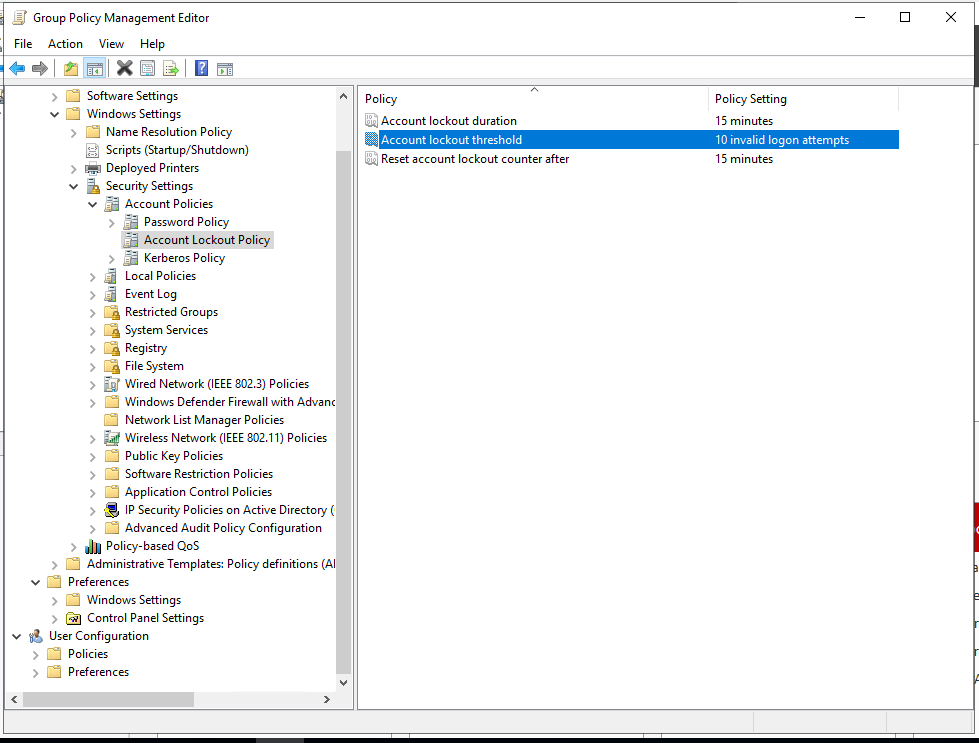 Group Policy Management Editor
File Action View Help
Software Settings
Windows Settings
Name Resolution Policy
Scripts (Startup/Shutdown)
Deployed Printers
Security Settings
Account Policies
Password Policy
Account Lockout Policy
Kerberos Policy
Local Policies
Event Log
Restricted Groups
System Services
Registry
File System
Wired Network (IEEE 802.3) Policies
Windows Defender Firewall with Advanc
Network List Manager Policies
Wireless Network (IEEE 802.11) Policies
Public Key Policies
Software Restriction Policies
Application Control Policies
IP Security Policies on Active Directory (
Advanced Audit Policy Configuration
Policy-based QoS
Administrative Templates: Policy definitions (AI
Preferences
Windows Settings
Control Panel Settings
User Configuration
Policies
Preferences
Policy Policy Setting
Account lockout duration 15 minutes
Account lockout threshold 10 invalid logon attempts
Reset account lockout counter after 15 minutes